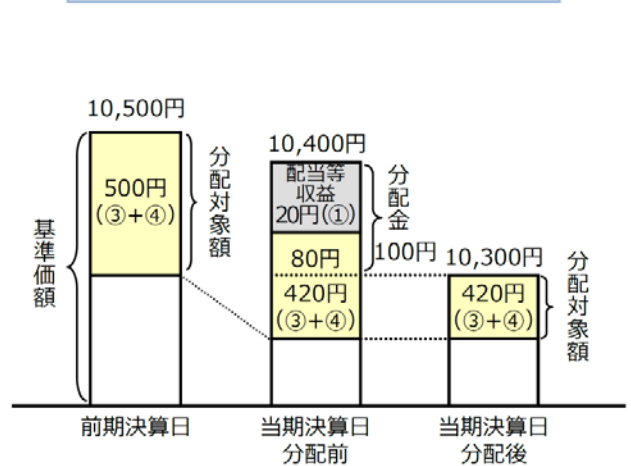 10,500円
500円
(③+④)
分配対象額
基準価額
前期決算日
10,400円
配当等
収益
20円(①)
80円
420円
(③+④)
分配金
100円
当期決算日
分配前
10,300円
420円
(③+④)
分配対象額
当期決算日
分配後